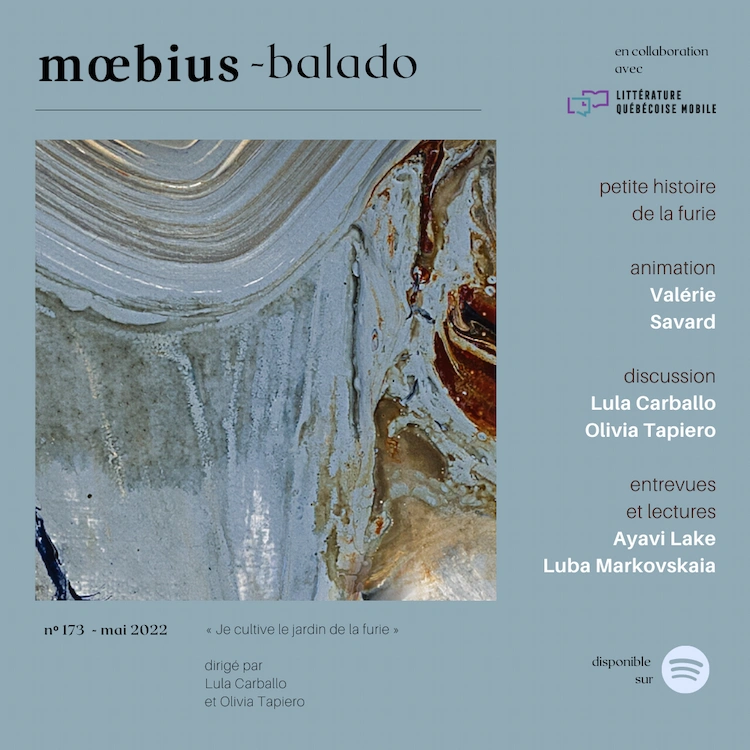 mœbius -balado
en collaboration
avec
LITTÉRATURE
QUÉBÉCOISE MOBILE
petite histoire
de la furie
animation
Valérie
Savard
discussion
Lula Carballo
Olivia Tapiero
entrevues
et lectures
Ayavi Lake
Luba Markovskaia
nº 173 - mai 2022
« Je cultive le jardin de la furie »
dirigé par
Lula Carballo
et Olivia Tapiero
disponible
sur